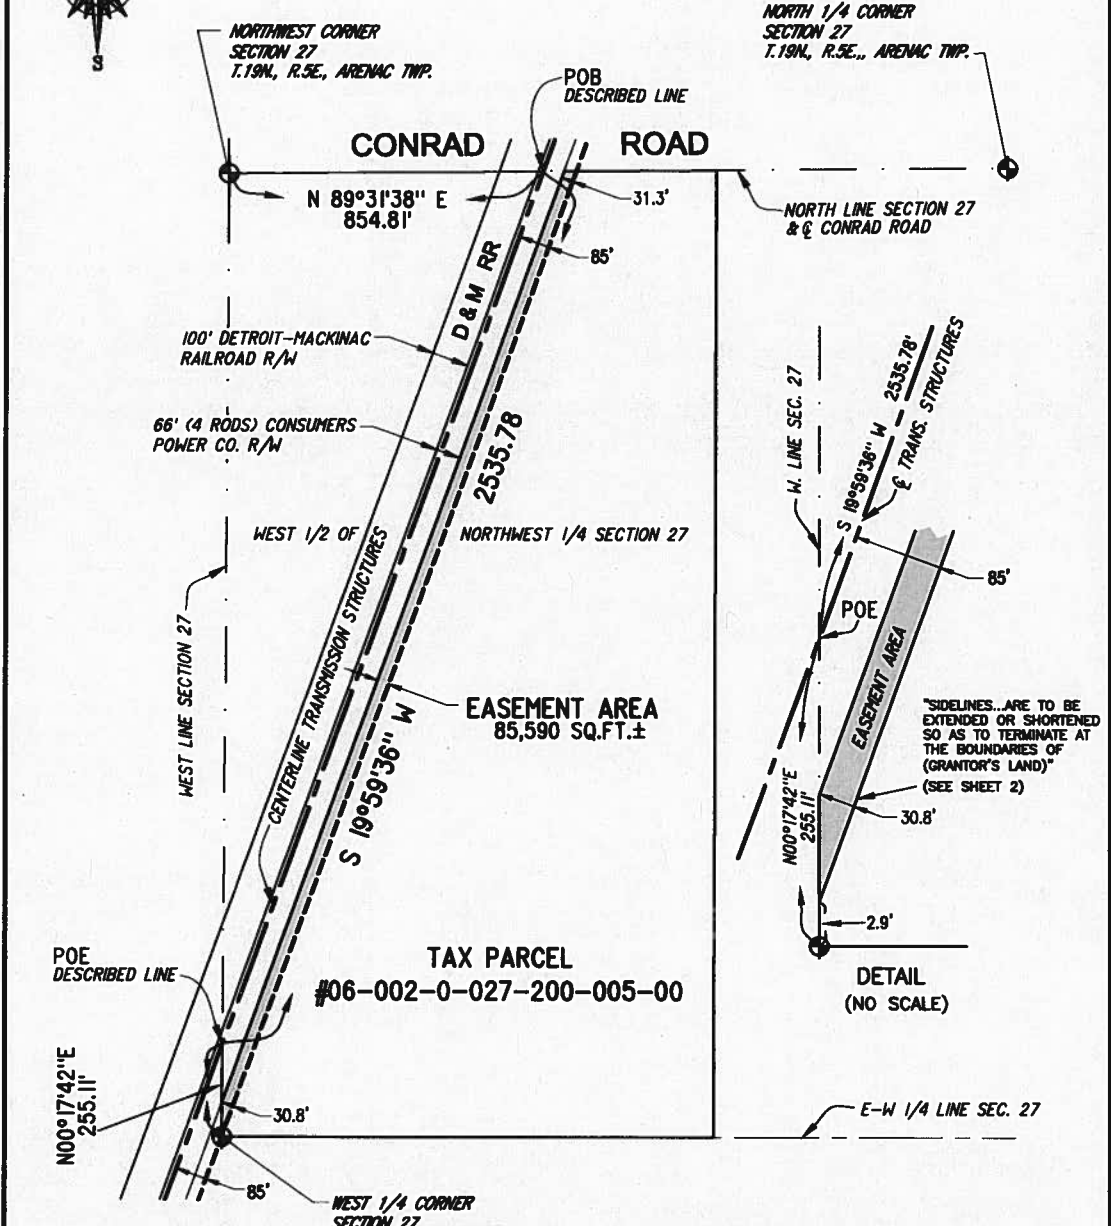 S
NORTHWEST CORNER
SECTION 27
T.19N., R.5E., ARENAC TWP.
NORTH 1/4 CORNER
SECTION 27
T.19N., R.5E.,, ARENAC TWP.
POB
DESCRIBED LINE
CONRAD ROAD
N 89°31'38" E
854.81'
31.3'
NORTH LINE SECTION 27
& ℄ CONRAD ROAD
85'
D & M RR
100' DETROIT-MACKINAC
RAILROAD R/W
66' (4 RODS) CONSUMERS
POWER CO. R/W
2535.78
WEST 1/2 OF NORTHWEST 1/4 SECTION 27
WEST LINE SECTION 27
CENTERLINE TRANSMISSION STRUCTURES
EASEMENT AREA
85,590 SQ.FT.±
S 19°59'36" W
TAX PARCEL
#06-002-0-027-200-005-00
POE
DESCRIBED LINE
N00°17'42"E
255.11'
30.8'
85'
WEST 1/4 CORNER
SECTION 27
E-W 1/4 LINE SEC. 27
W. LINE SEC. 27
S 19°59'36" W 2535.78'
℄ TRANS. STRUCTURES
85'
POE
EASEMENT AREA
"SIDELINES...ARE TO BE
EXTENDED OR SHORTENED
SO AS TO TERMINATE AT
THE BOUNDARIES OF
(GRANTOR'S LAND)"
(SEE SHEET 2)
N00°17'42"E
255.11'
30.8'
2.9'
DETAIL
(NO SCALE)